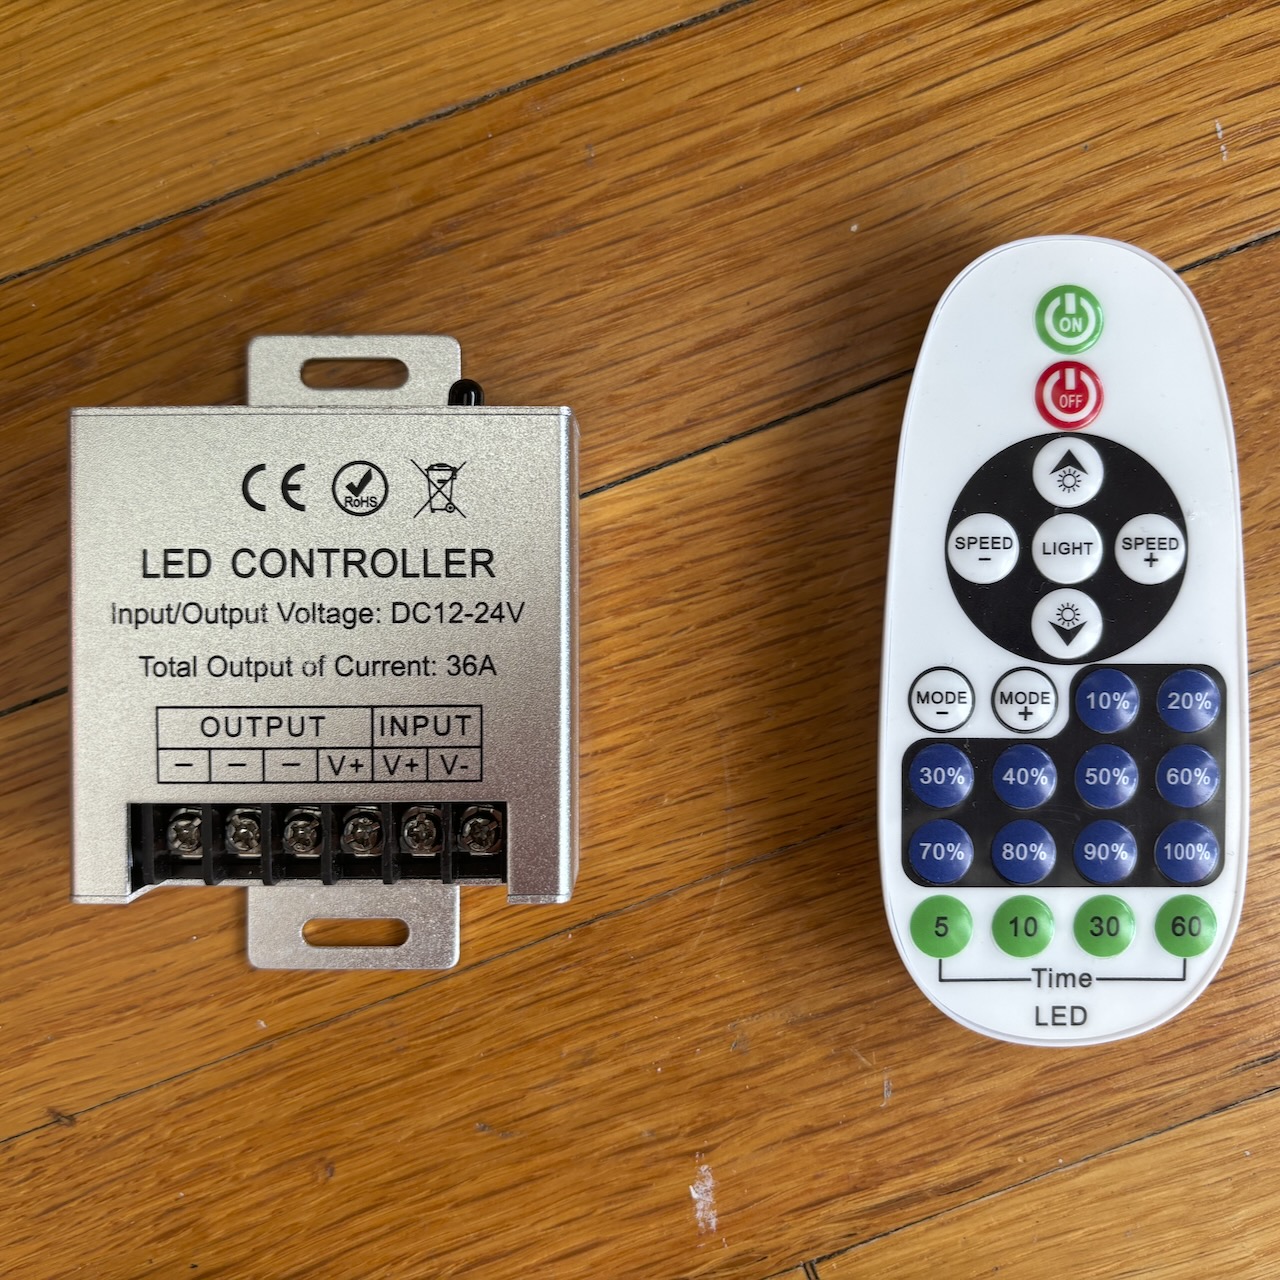 CE
RoHS
LED CONTROLLER
Input/Output Voltage: DC12-24V
Total Output of Current: 36A
OUTPUT INPUT
− − − V+ V+ V-
ON
OFF
SPEED − LIGHT SPEED +
MODE − MODE + 10% 20%
30% 40% 50% 60%
70% 80% 90% 100%
5 10 30 60
Time
LED